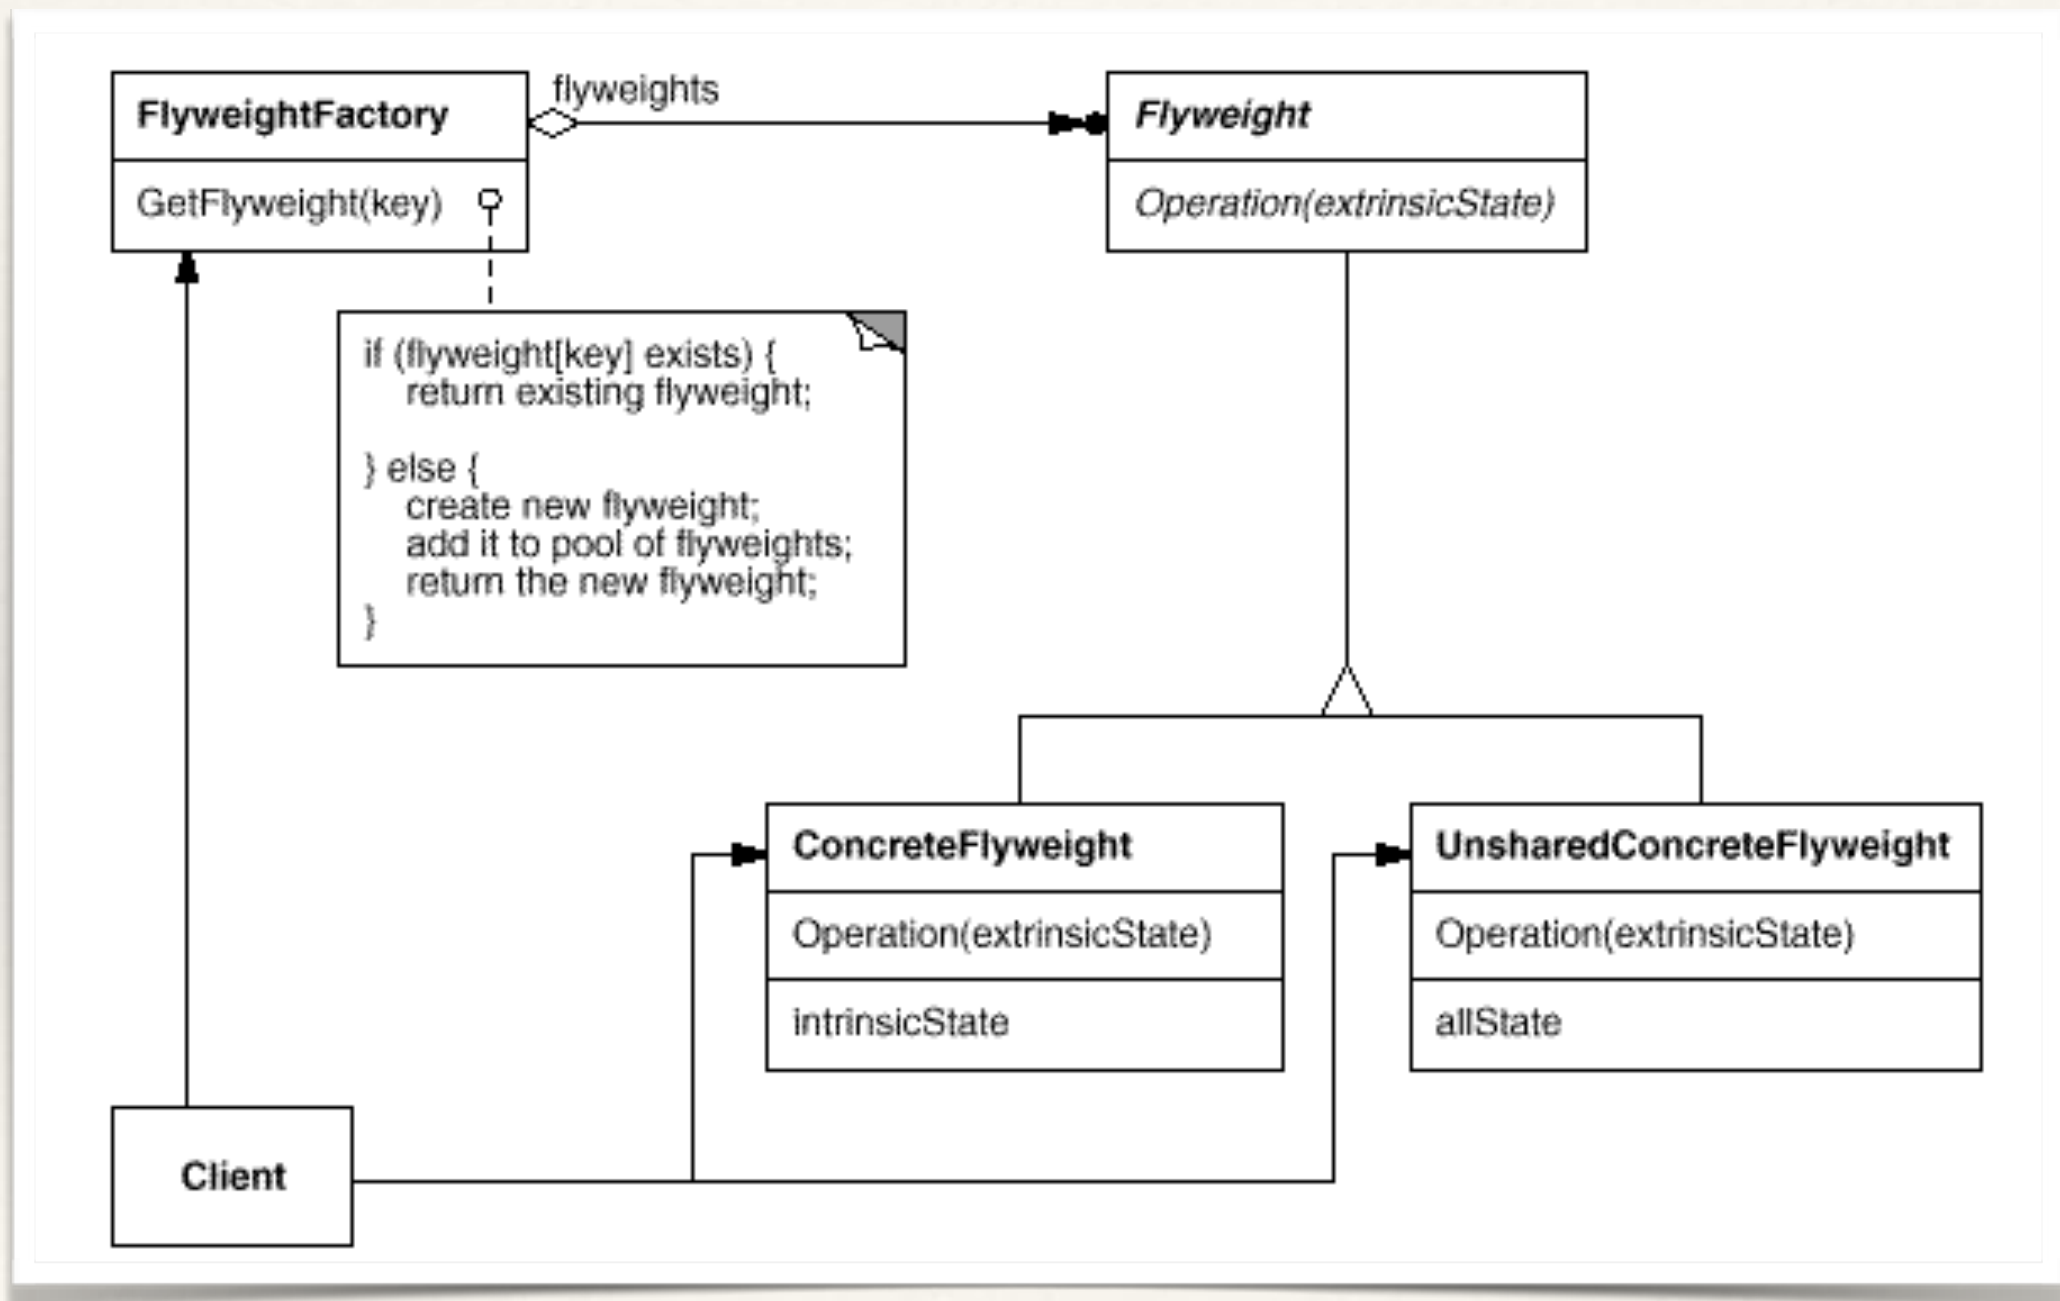 FlyweightFactory
flyweights
Flyweight
GetFlyweight(key)
Operation(extrinsicState)
if (flyweight[key] exists) {
return existing flyweight;
} else {
create new flyweight;
add it to pool of flyweights;
return the new flyweight;
}
ConcreteFlyweight
Operation(extrinsicState)
intrinsicState
UnsharedConcreteFlyweight
Operation(extrinsicState)
allState
Client